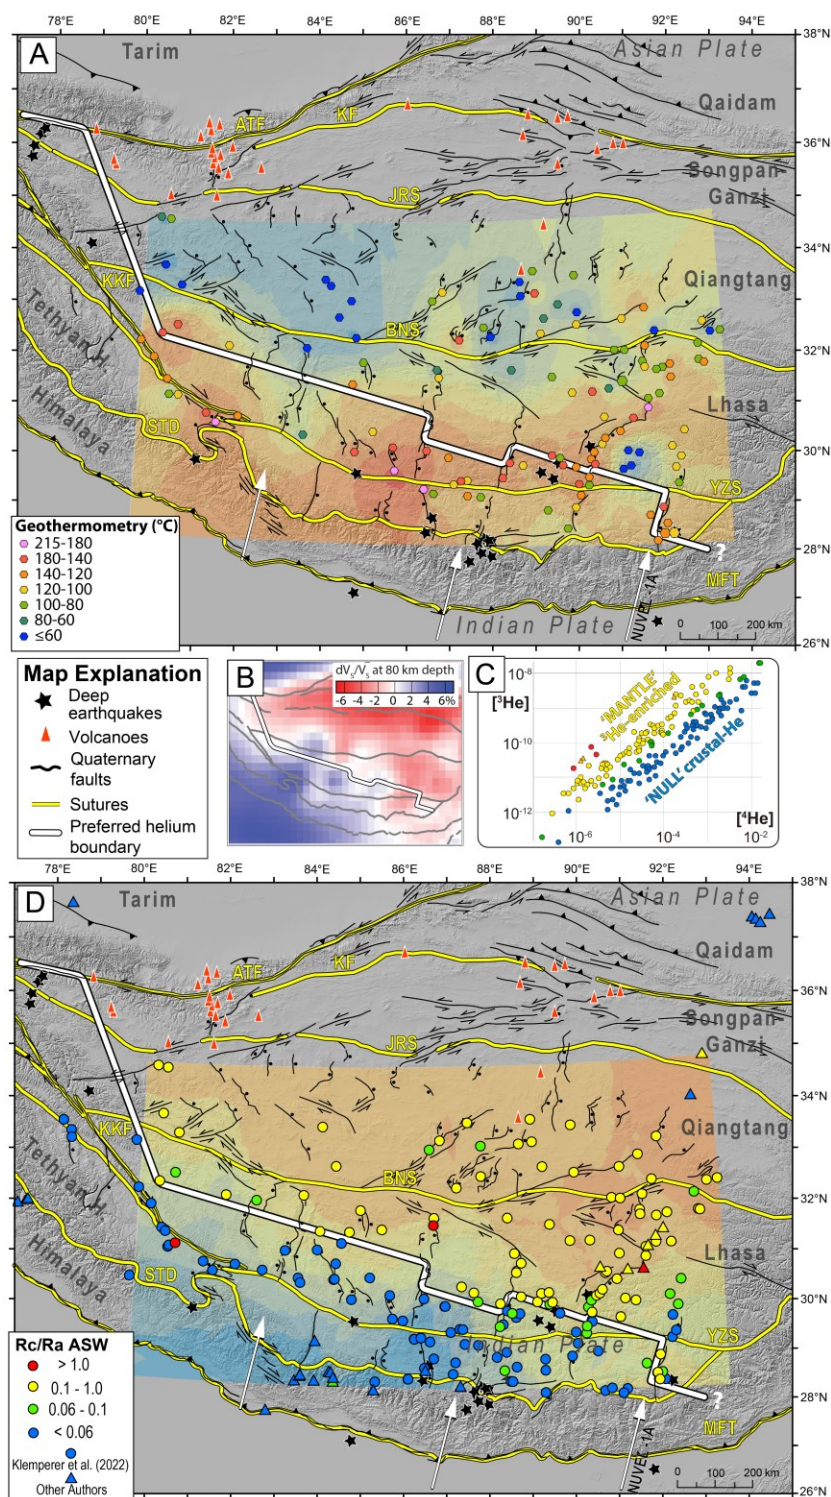 78°E 80°E 82°E 84°E 86°E 88°E 90°E 92°E 38°N
A
Tarim
Asian Plate
Qaidam
ATF
KF
36°N
Songpan
Ganzi
JRS
34°N
Qiangtang
KKF
Tethyan H.
BNS
32°N
Himalaya
STD
Lhasa
30°N
YZS
Geothermometry (°C)
215-180
180-140
140-120
120-100
100-80
80-60
≤60
28°N
?
MFT
NUVEL-1A
Indian Plate
0 100 200 km
26°N
Map Explanation
Deep
earthquakes
Volcanoes
Quaternary
faults
Sutures
Preferred helium
boundary
B
dVs/Vs at 80 km depth
-6 -4 -2 0 2 4 6%
C
[³He]
10⁻⁸
10⁻¹⁰
10⁻¹²
'MANTLE'
³He-enriched
'NULL' crustal-He
[⁴He]
10⁻⁶ 10⁻⁴ 10⁻²
78°E 80°E 82°E 84°E 86°E 88°E 90°E 92°E 38°N
D
Tarim
Asian Plate
Qaidam
ATF
KF
36°N
Songpan
Ganzi
JRS
34°N
Qiangtang
KKF
Tethyan H.
BNS
32°N
Himalaya
STD
Lhasa
30°N
YZS
Indian Plate
Rc/Ra ASW
> 1.0
0.1 - 1.0
0.06 - 0.1
< 0.06
Klemperer et al. (2022)
Other Authors
28°N
?
MFT
NUVEL-1A
0 100 200 km
26°N